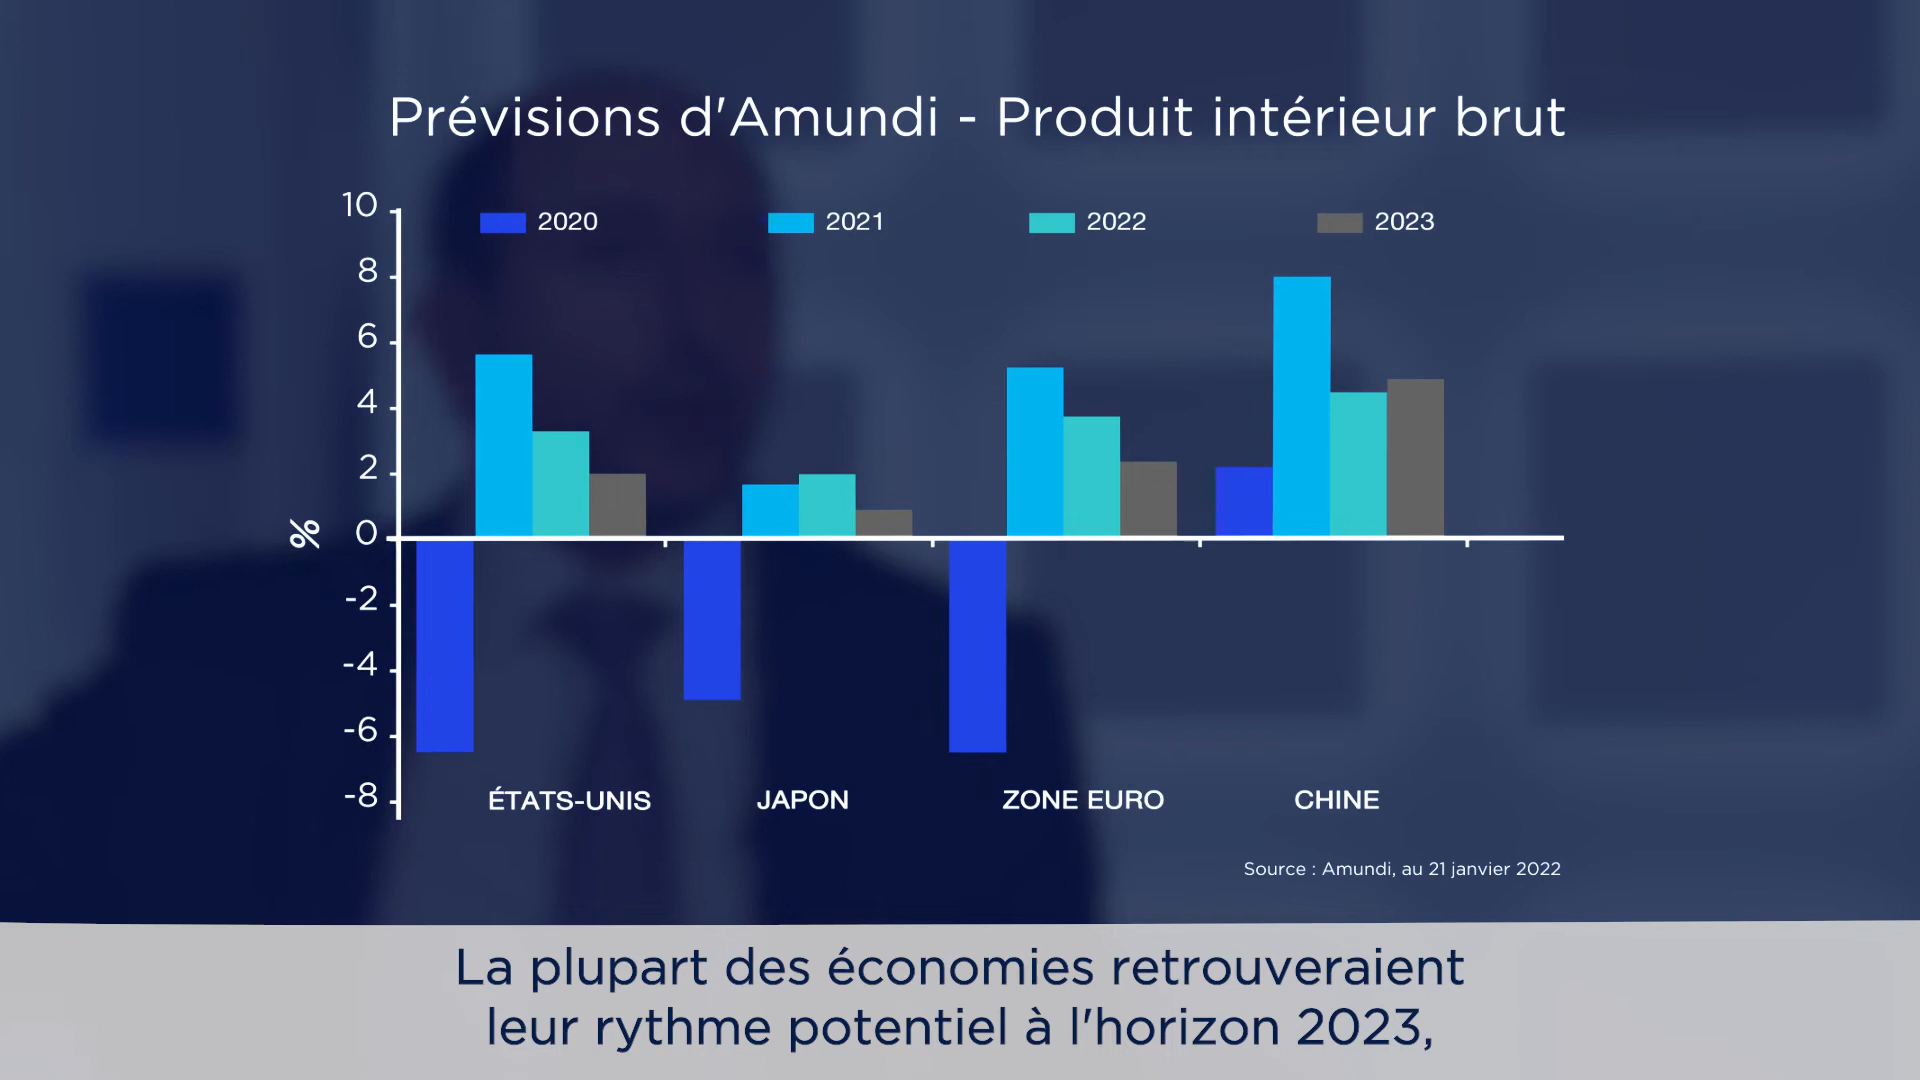 Prévisions d'Amundi - Produit intérieur brut
10
2020
2021
2022
2023
8
6
4
2
0
%
-2
-4
-6
-8
ÉTATS-UNIS
JAPON
ZONE EURO
CHINE
Source : Amundi, au 21 janvier 2022
La plupart des économies retrouveraient
leur rythme potentiel à l'horizon 2023,